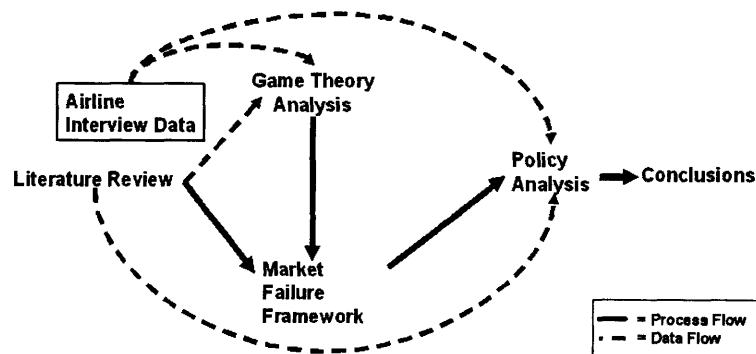 Game Theory
Analysis
Airline
Interview Data
Literature Review
Policy
Analysis
Conclusions
Market
Failure
Framework
= Process Flow
= Data Flow